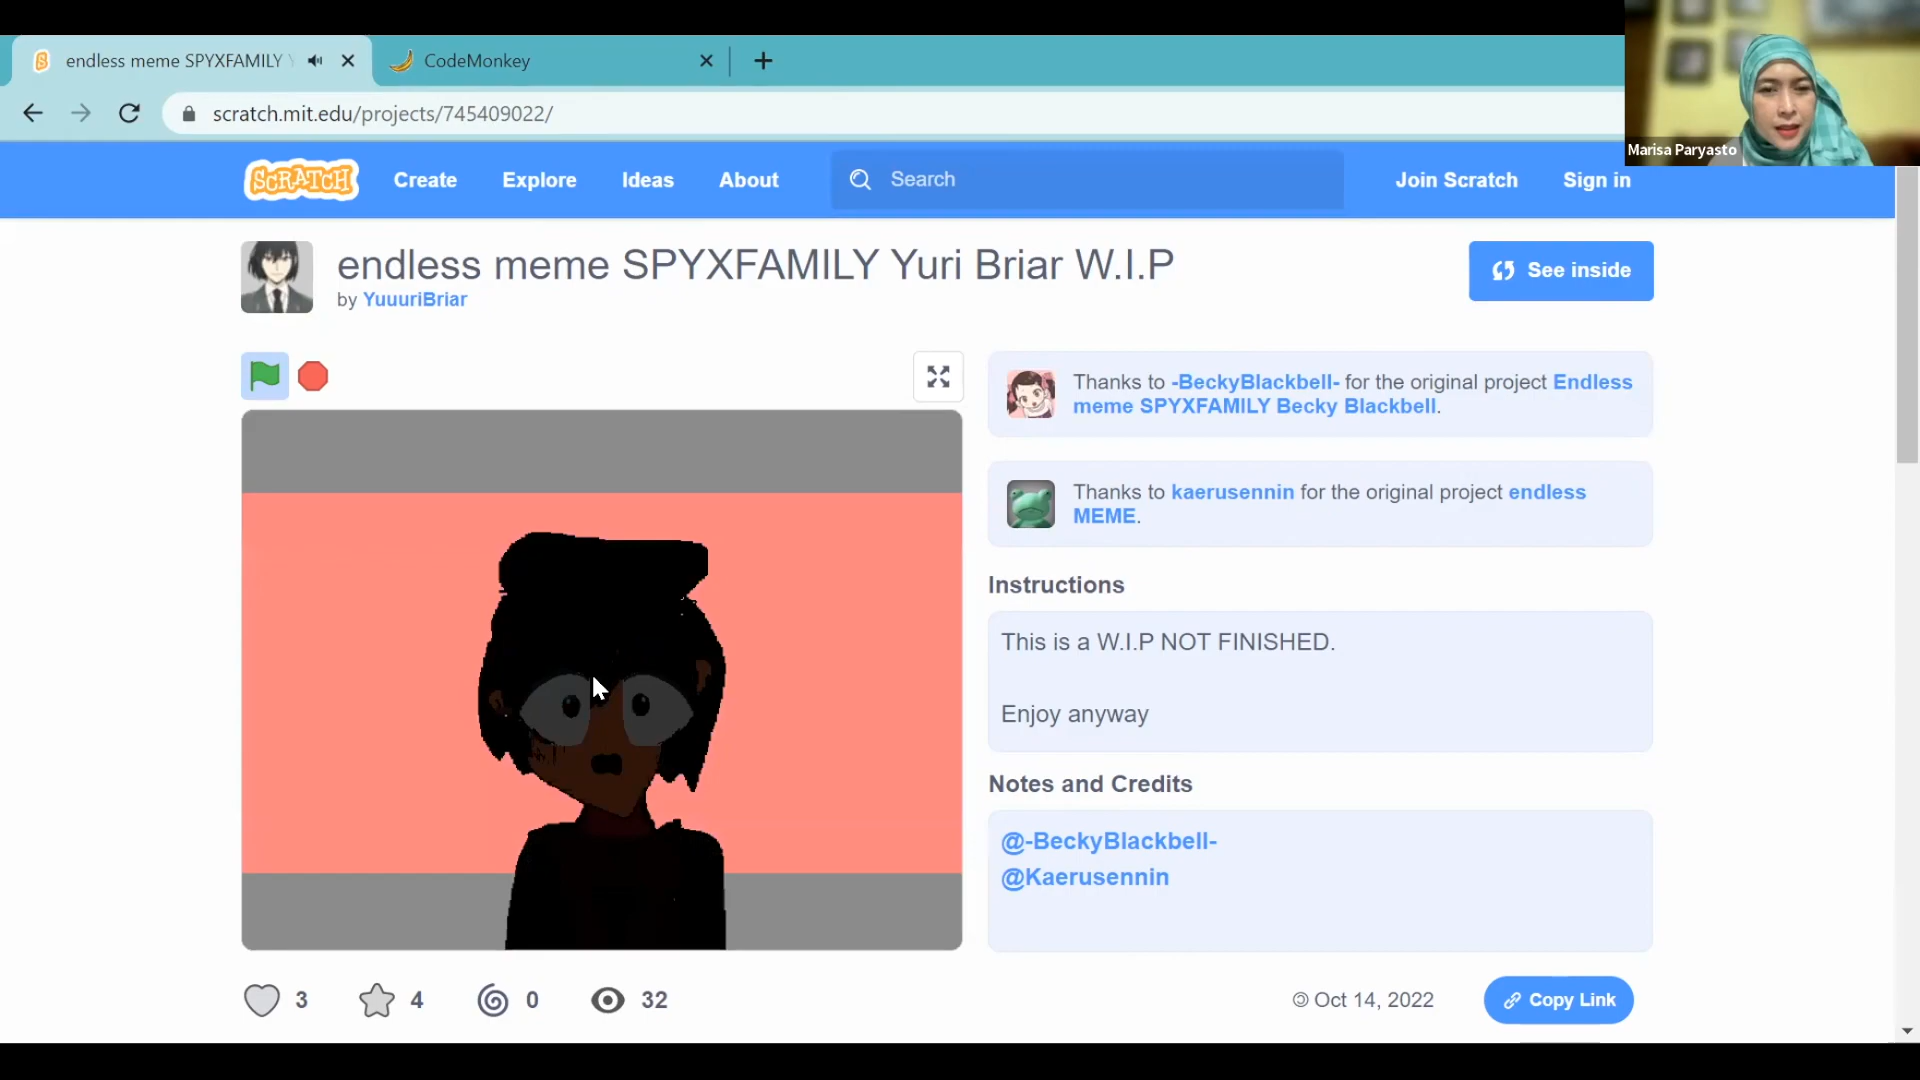 endless meme SPYXFAMILY
CodeMonkey
scratch.mit.edu/projects/745409022/
Marisa Paryasto
SCRATCH
Create
Explore
Ideas
About
Search
Join Scratch
Sign in
endless meme SPYXFAMILY Yuri Briar W.I.P
by YuuuriBriar
See inside
Thanks to -BeckyBlackbell- for the original project Endless
meme SPYXFAMILY Becky Blackbell.
Thanks to kaerusennin for the original project endless
MEME.
Instructions
This is a W.I.P NOT FINISHED.
Enjoy anyway
Notes and Credits
@-BeckyBlackbell-
@Kaerusennin
3
4
0
32
Oct 14, 2022
Copy Link